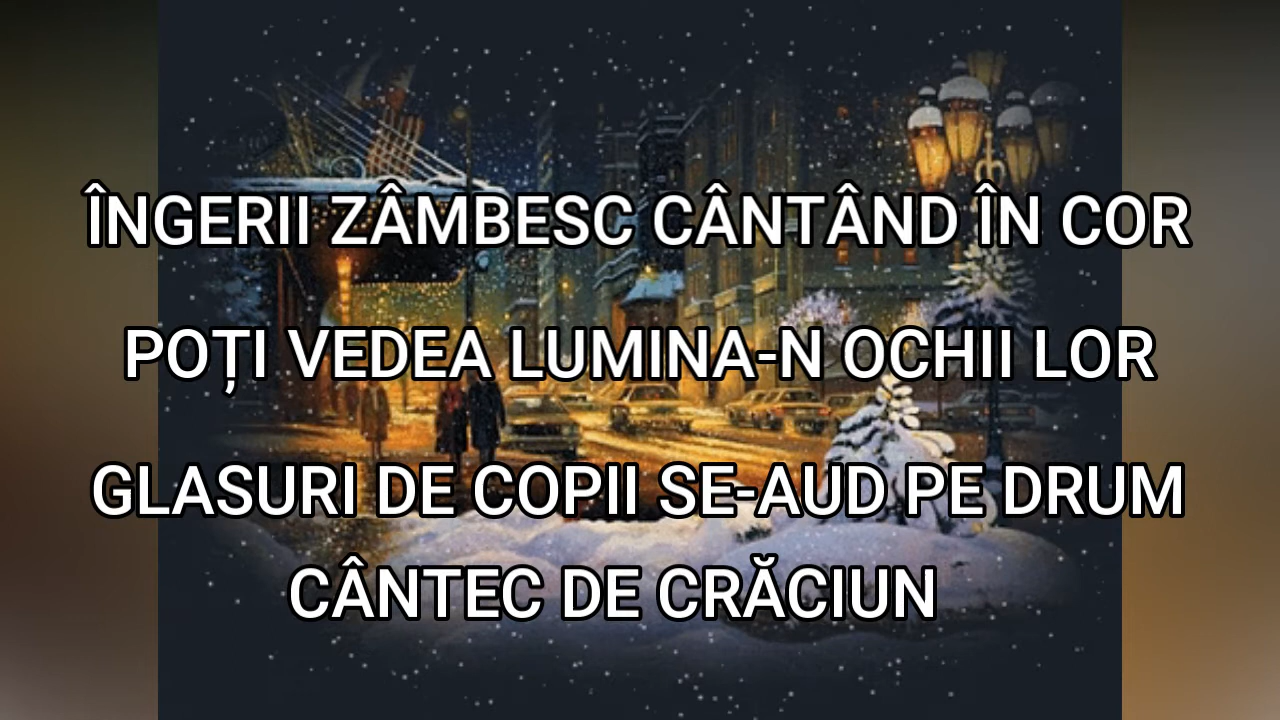 ÎNGERII ZÂMBESC CÂNTÂND ÎN COR
POȚI VEDEA LUMINA-N OCHII LOR
GLASURI DE COPII SE-AUD PE DRUM
CÂNTEC DE CRĂCIUN